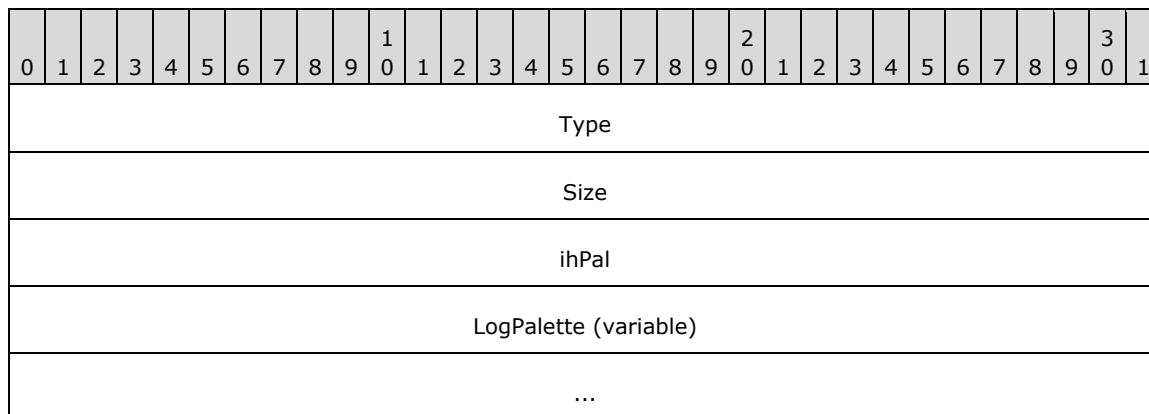 1 2 3
0 1 2 3 4 5 6 7 8 9 0 1 2 3 4 5 6 7 8 9 0 1 2 3 4 5 6 7 8 9 0 1
Type
Size
ihPal
LogPalette (variable)
...